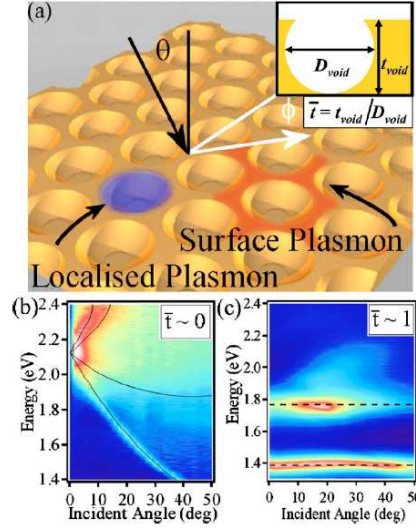 (a)
θ
D_void
t_void
t̄ = t_void/D_void
ϕ
Surface Plasmon
Localised Plasmon
(b)
t̄ ~ 0
(c)
t̄ ~ 1
Energy (eV)
2.4
2.2
2.0
1.8
1.6
1.4
0 10 20 30 40 50
Incident Angle (deg)
Energy (eV)
2.4
2.2
2.0
1.8
1.6
1.4
0 10 20 30 40 50
Incident Angle (deg)